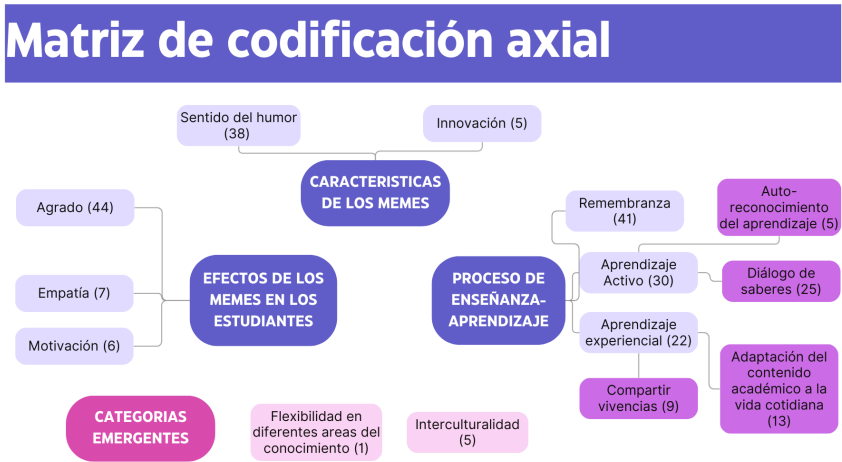 Matriz de codificación axial
Sentido del humor
(38)
Innovación (5)
CARACTERISTICAS
DE LOS MEMES
Agrado (44)
Empatía (7)
Motivación (6)
EFECTOS DE LOS
MEMES EN LOS
ESTUDIANTES
PROCESO DE
ENSEÑANZA-
APRENDIZAJE
Remembranza
(41)
Auto-
reconocimiento
del aprendizaje (5)
Aprendizaje
Activo (30)
Diálogo de
saberes (25)
Aprendizaje
experiencial (22)
Compartir
vivencias (9)
Adaptación del
contenido
académico a la
vida cotidiana
(13)
CATEGORIAS
EMERGENTES
Flexibilidad en
diferentes areas del
conocimiento (1)
Interculturalidad
(5)